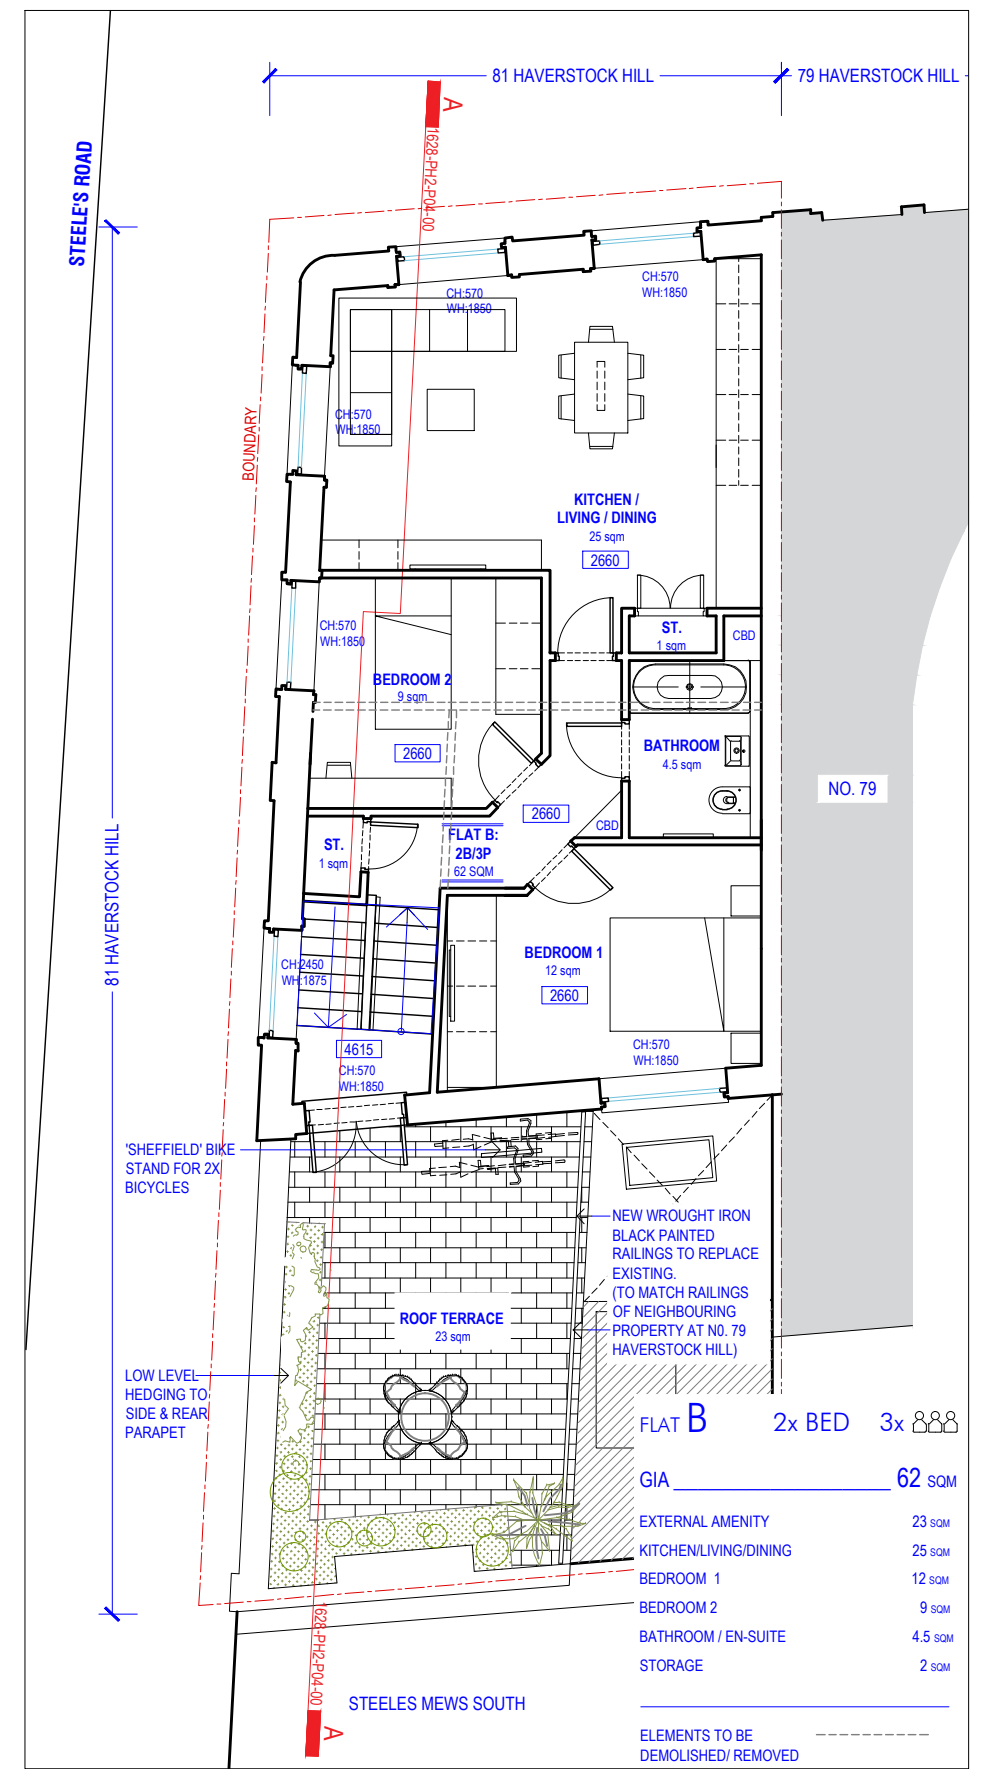 81 HAVERSTOCK HILL
79 HAVERSTOCK HILL
A
1628-PH2-P04-00
STEELE'S ROAD
BOUNDARY
81 HAVERSTOCK HILL
CH:570
WH:1850
CH:570
WH:1850
CH:570
WH:1850
KITCHEN /
LIVING / DINING
25 sqm
2660
CH:570
WH:1850
ST.
1 sqm
CBD
BEDROOM 2
9 sqm
2660
BATHROOM
4.5 sqm
NO. 79
2660
CBD
FLAT B:
2B/3P
62 SQM
ST.
1 sqm
BEDROOM 1
12 sqm
2660
CH:2450
WH:1875
4615
CH:570
WH:1850
CH:570
WH:1850
'SHEFFIELD' BIKE
STAND FOR 2X
BICYCLES
NEW WROUGHT IRON
BLACK PAINTED
RAILINGS TO REPLACE
EXISTING.
(TO MATCH RAILINGS
OF NEIGHBOURING
PROPERTY AT N0. 79
HAVERSTOCK HILL)
ROOF TERRACE
23 sqm
LOW LEVEL
HEDGING TO
SIDE & REAR
PARAPET
FLAT B 2x BED 3x
GIA 62 SQM
EXTERNAL AMENITY 23 SQM
KITCHEN/LIVING/DINING 25 SQM
BEDROOM 1 12 SQM
BEDROOM 2 9 SQM
BATHROOM / EN-SUITE 4.5 SQM
STORAGE 2 SQM
ELEMENTS TO BE
DEMOLISHED/ REMOVED
1628-PH2-P04-00
A
STEELES MEWS SOUTH